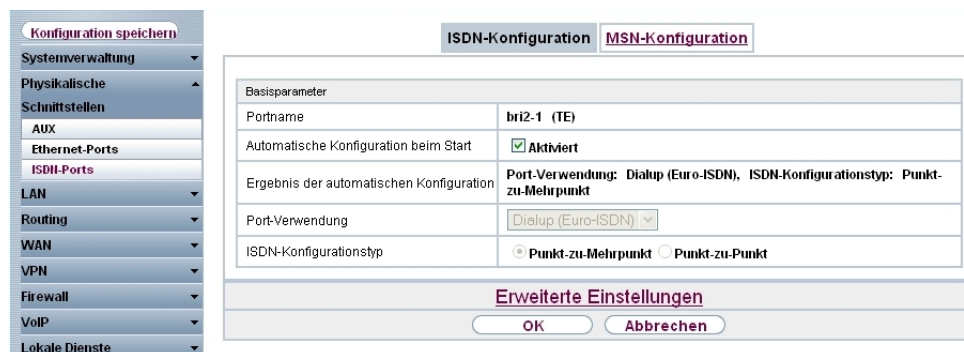 Konfiguration speichern
Systemverwaltung
Physikalische
Schnittstellen
AUX
Ethernet-Ports
ISDN-Ports
LAN
Routing
WAN
VPN
Firewall
VoIP
Lokale Dienste
ISDN-Konfiguration MSN-Konfiguration
Basisparameter
Portname bri2-1 (TE)
Automatische Konfiguration beim Start Aktiviert
Ergebnis der automatischen Konfiguration Port-Verwendung: Dialup (Euro-ISDN), ISDN-Konfigurationstyp: Punkt-
zu-Mehrpunkt
Port-Verwendung Dialup (Euro-ISDN)
ISDN-Konfigurationstyp Punkt-zu-Mehrpunkt Punkt-zu-Punkt
Erweiterte Einstellungen
OK Abbrechen